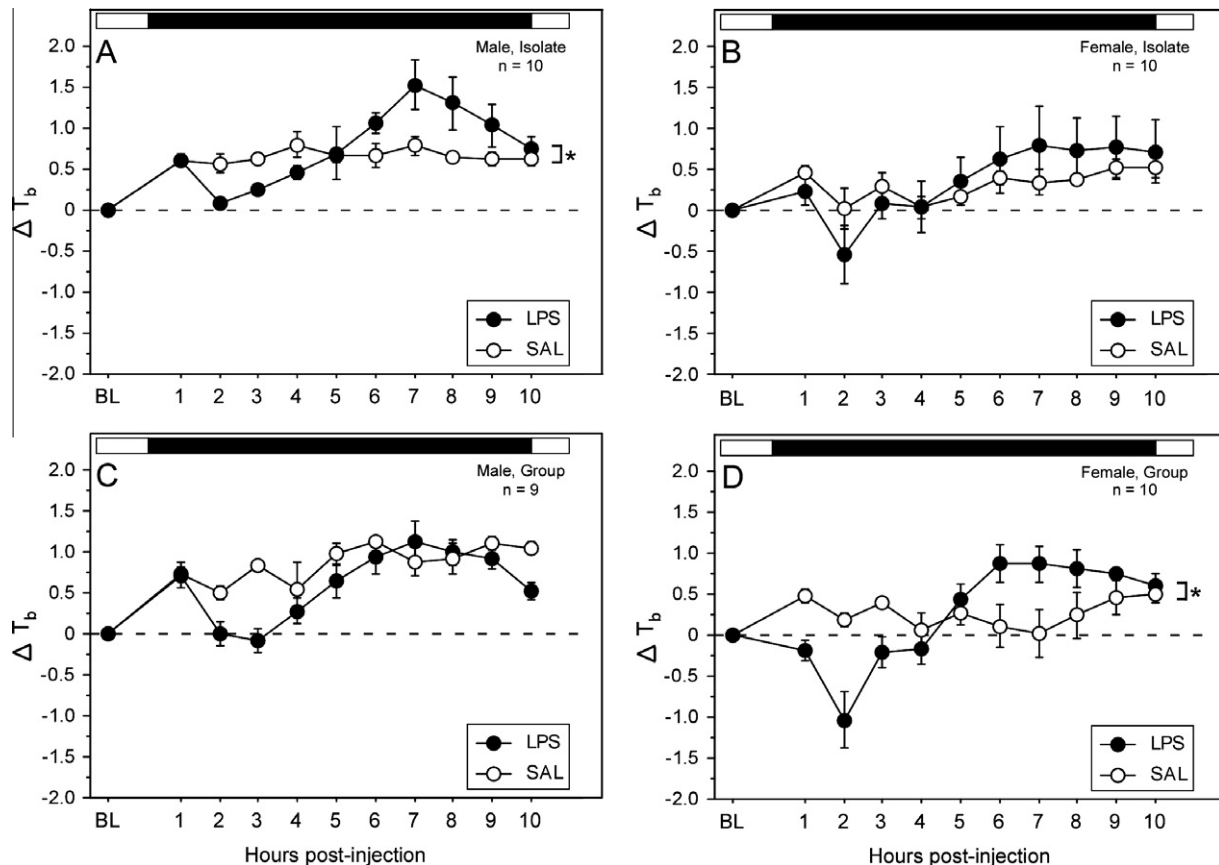 A
Male, Isolate
n = 10
2.0
1.5
1.0
0.5
0
-0.5
-1.0
-1.5
2.0
Δ T_b
LPS
SAL
*
BL 1 2 3 4 5 6 7 8 9 10
B
Female, Isolate
n = 10
2.0
1.5
1.0
0.5
0
-0.5
-1.0
-1.5
2.0
Δ T_b
LPS
SAL
BL 1 2 3 4 5 6 7 8 9 10
C
Male, Group
n = 9
2.0
1.5
1.0
0.5
0
-0.5
-1.0
-1.5
2.0
Δ T_b
LPS
SAL
BL 1 2 3 4 5 6 7 8 9 10
Hours post-injection
D
Female, Group
n = 10
2.0
1.5
1.0
0.5
0
-0.5
-1.0
-1.5
2.0
Δ T_b
LPS
SAL
*
BL 1 2 3 4 5 6 7 8 9 10
Hours post-injection